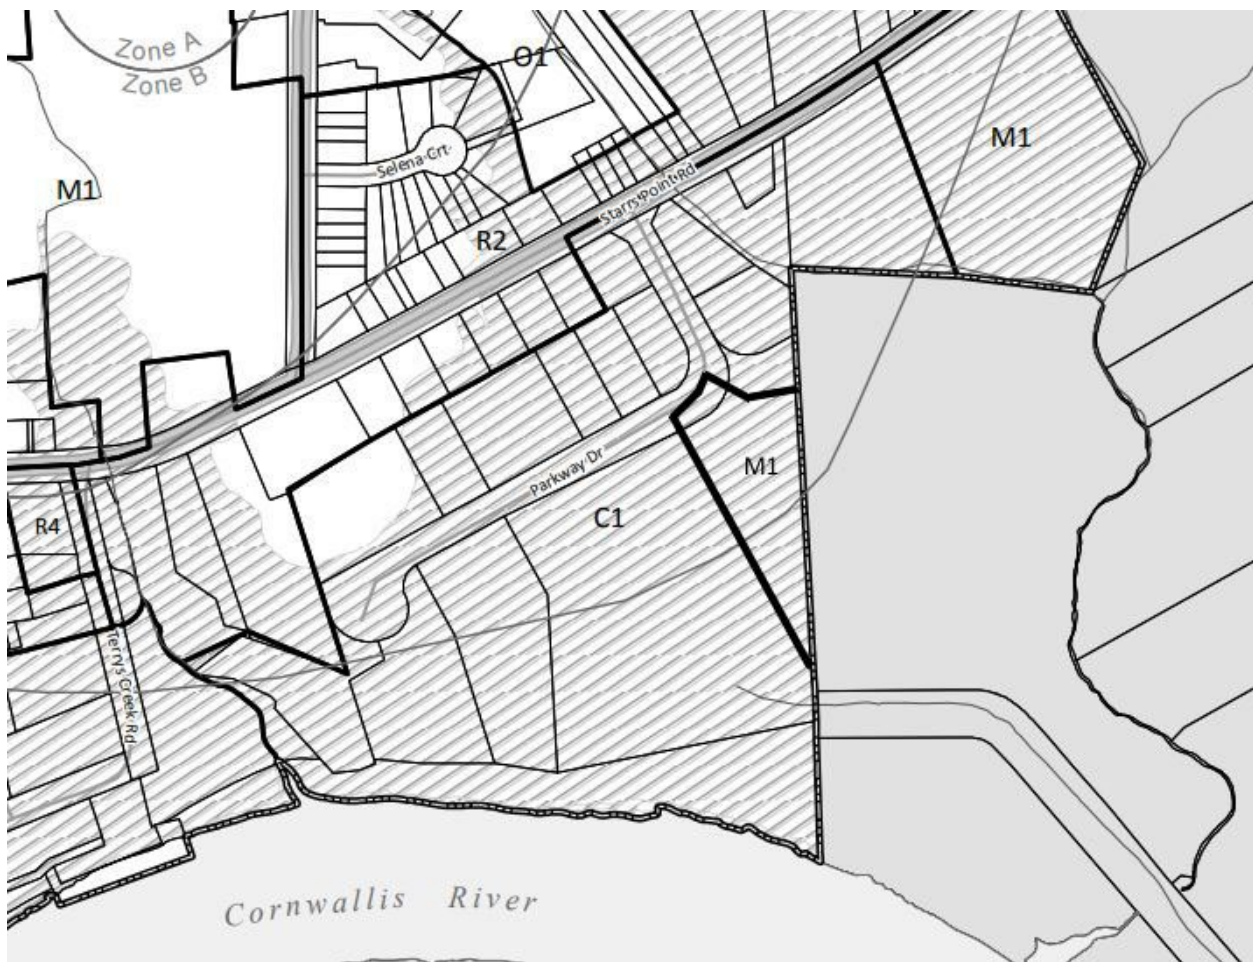 Zone A
Zone B
O1
M1
M1
Selena Crt
Starrs Point Rd
R2
M1
Parkway Dr
C1
R4
Terrys Creek Rd
Cornwallis River